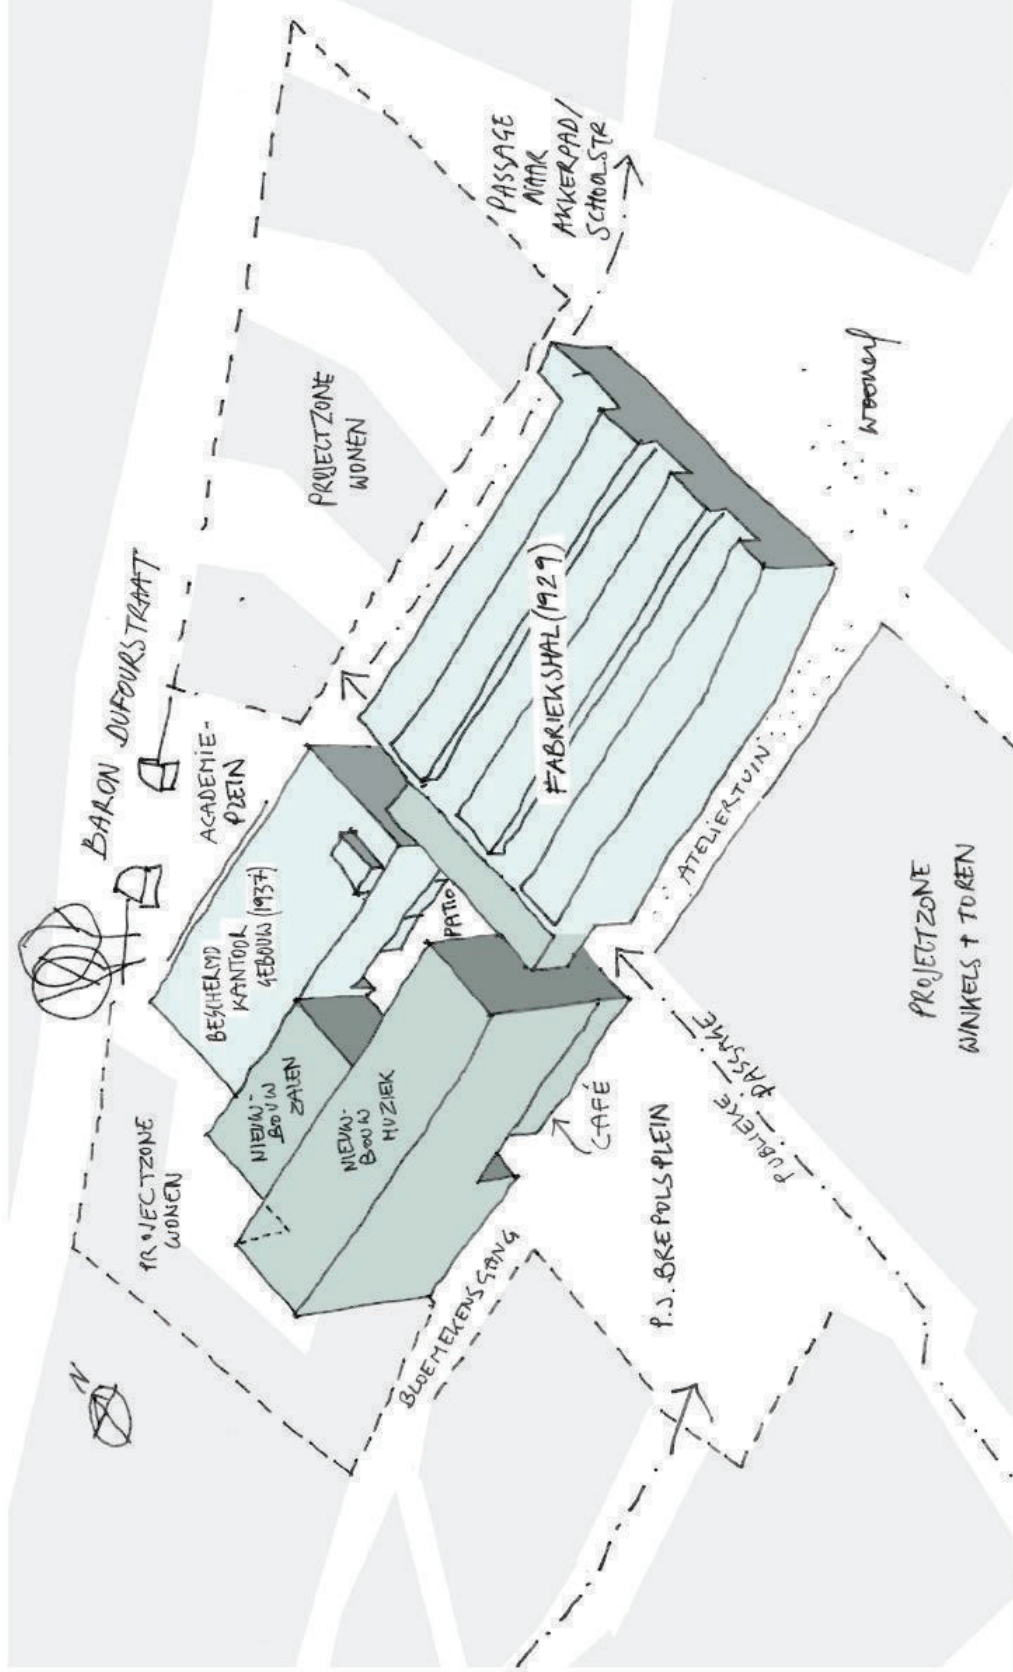 N
PROJECTZONE
WONEN
BARON DUFOURSTRAAT
ACADEMIE-
PLEIN
PROJECTZONE
WONEN
PASSAGE
NAAR
AKKERPAD/
SCHOOLSTR
BESCHERMD
KANTOOR
GEBOUW (1937)
NIEUW-
BOUW
ZALEN
NIEUW-
BOUW
MUZIEK
PATIO
FABRIEKSHAL (1929)
BLOEMEKENSGANG
CAFÉ
P.J. BREPOLSPLEIN
PUBLIEKE PASSAGE
ATELIERTUIN
woonerf
PROJECTZONE
WINKELS + TOREN